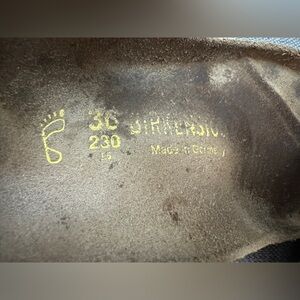 36 BIRKENSTOCK
230
Made in Germany